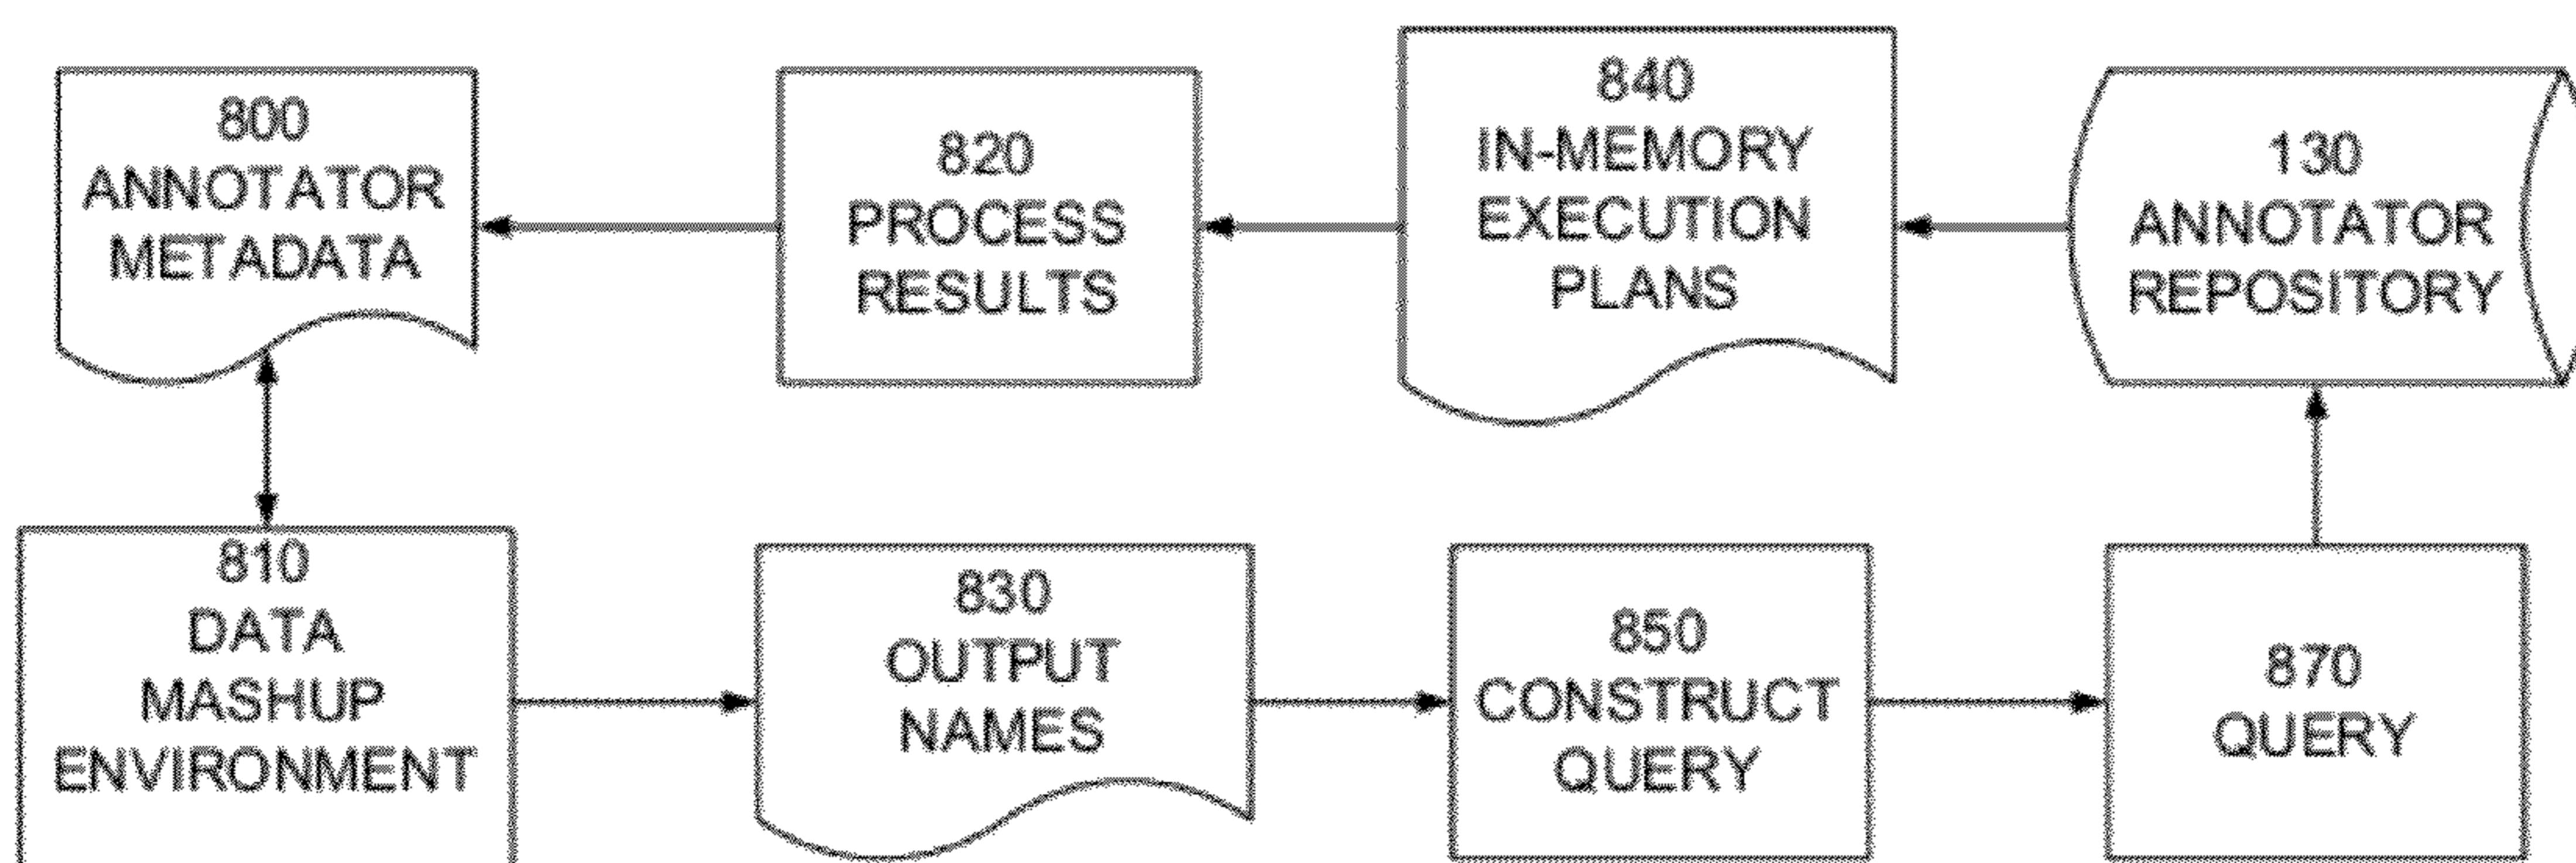 800
ANNOTATOR
METADATA
820
PROCESS
RESULTS
840
IN-MEMORY
EXECUTION
PLANS
130
ANNOTATOR
REPOSITORY
810
DATA
MASHUP
ENVIRONMENT
830
OUTPUT
NAMES
850
CONSTRUCT
QUERY
870
QUERY